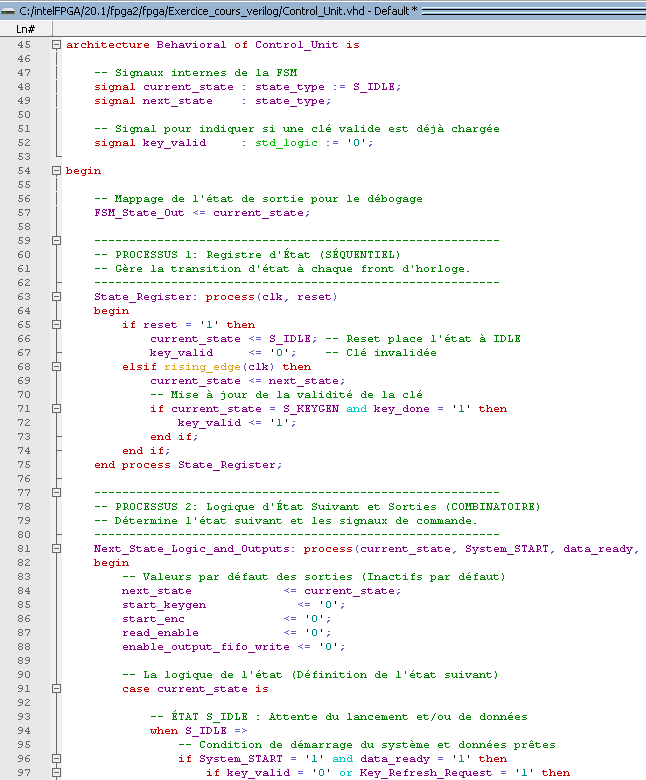 C:/intelFPGA/20.1/fpga2/fpga/Exercice_cours_verilog/Control_Unit.vhd - Default *
Ln#
45 architecture Behavioral of Control_Unit is
46
47 -- Signaux internes de la FSM
48 signal current_state : state_type := S_IDLE;
49 signal next_state : state_type;
50
51 -- Signal pour indiquer si une clé valide est déjà chargée
52 signal key_valid : std_logic := '0';
53
54 begin
55
56 -- Mappage de l'état de sortie pour le débogage
57 FSM_State_Out <= current_state;
58
59 ----------------------------------------------------------
60 -- PROCESSUS 1: Registre d'État (SÉQUENTIEL)
61 -- Gère la transition d'état à chaque front d'horloge.
62 ----------------------------------------------------------
63 State_Register: process(clk, reset)
64 begin
65 if reset = '1' then
66 current_state <= S_IDLE; -- Reset place l'état à IDLE
67 key_valid <= '0'; -- Clé invalidée
68 elsif rising_edge(clk) then
69 current_state <= next_state;
70 -- Mise à jour de la validité de la clé
71 if current_state = S_KEYGEN and key_done = '1' then
72 key_valid <= '1';
73 end if;
74 end if;
75 end process State_Register;
76
77 ----------------------------------------------------------
78 -- PROCESSUS 2: Logique d'État Suivant et Sorties (COMBINATOIRE)
79 -- Détermine l'état suivant et les signaux de commande.
80 ----------------------------------------------------------
81 Next_State_Logic_and_Outputs: process(current_state, System_START, data_ready,
82 begin
83 -- Valeurs par défaut des sorties (Inactifs par défaut)
84 next_state <= current_state;
85 start_keygen <= '0';
86 start_enc <= '0';
87 read_enable <= '0';
88 enable_output_fifo_write <= '0';
89
90 -- La logique de l'état (Définition de l'état suivant)
91 case current_state is
92
93 -- ÉTAT S_IDLE : Attente du lancement et/ou de données
94 when S_IDLE =>
95 -- Condition de démarrage du système et données prêtes
96 if System_START = '1' and data_ready = '1' then
97 if key_valid = '0' or Key_Refresh_Request = '1' then